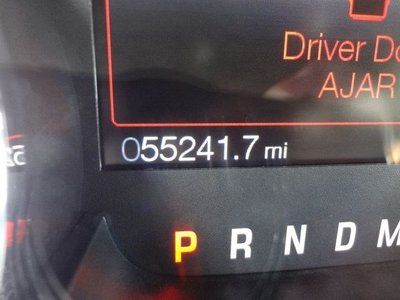 Driver Do
AJAR
055241.7 mi
P R N D M